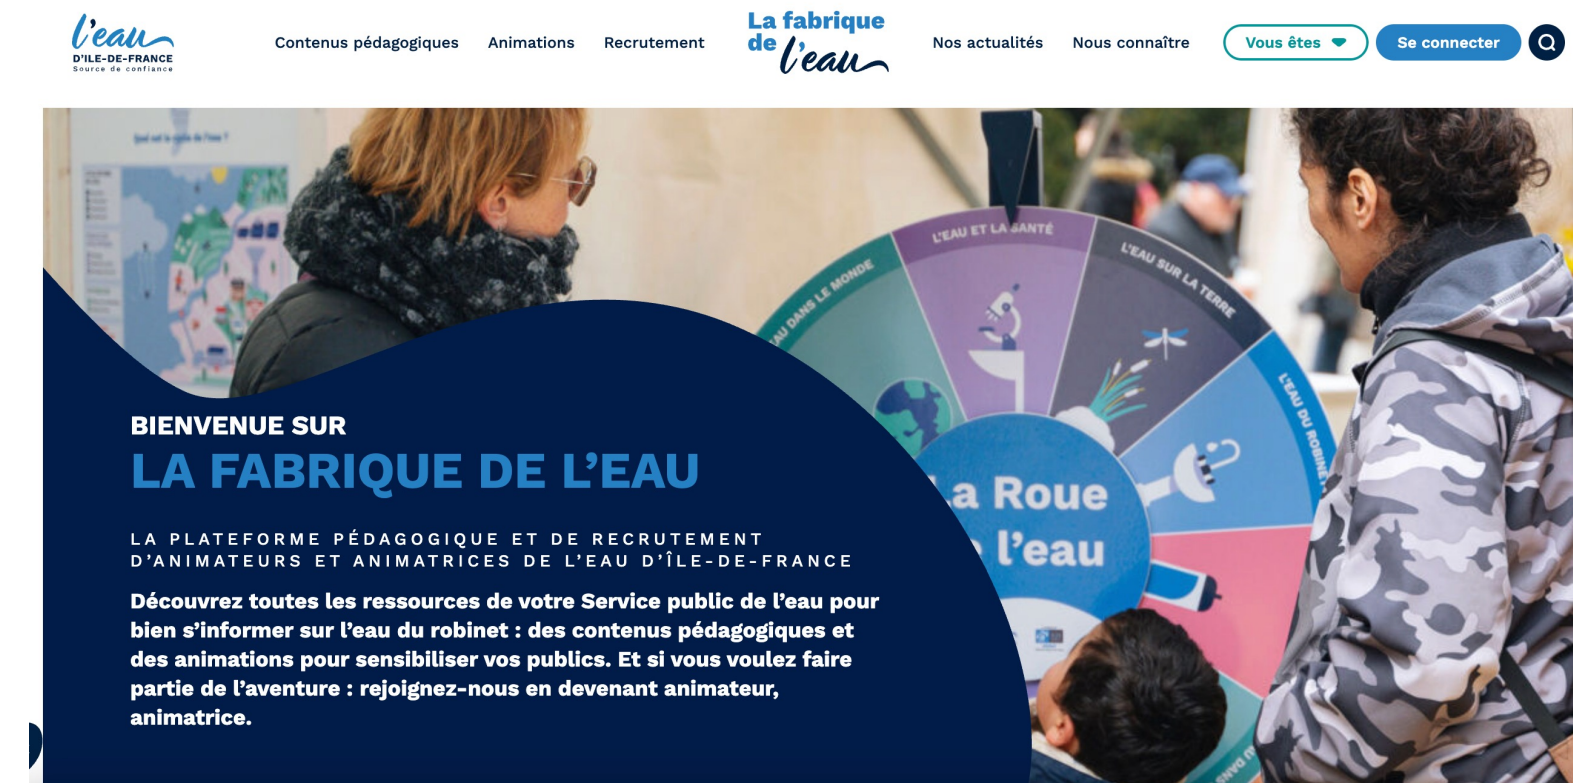 l'eau
D'ILE-DE-FRANCE
Source de confiance
Contenus pédagogiques
Animations
Recrutement
La fabrique
de l'eau
Nos actualités
Nous connaître
Vous êtes
Se connecter
L'EAU ET LA SANTÉ
L'EAU SUR LA TERRE
EAU DANS LE MONDE
L'EAU DU ROBINET
La Roue
l'eau
BIENVENUE SUR
LA FABRIQUE DE L'EAU
LA PLATEFORME PÉDAGOGIQUE ET DE RECRUTEMENT
D'ANIMATEURS ET ANIMATRICES DE L'EAU D'ÎLE-DE-FRANCE
Découvrez toutes les ressources de votre Service public de l'eau pour
bien s'informer sur l'eau du robinet : des contenus pédagogiques et
des animations pour sensibiliser vos publics. Et si vous voulez faire
partie de l'aventure : rejoignez-nous en devenant animateur,
animatrice.